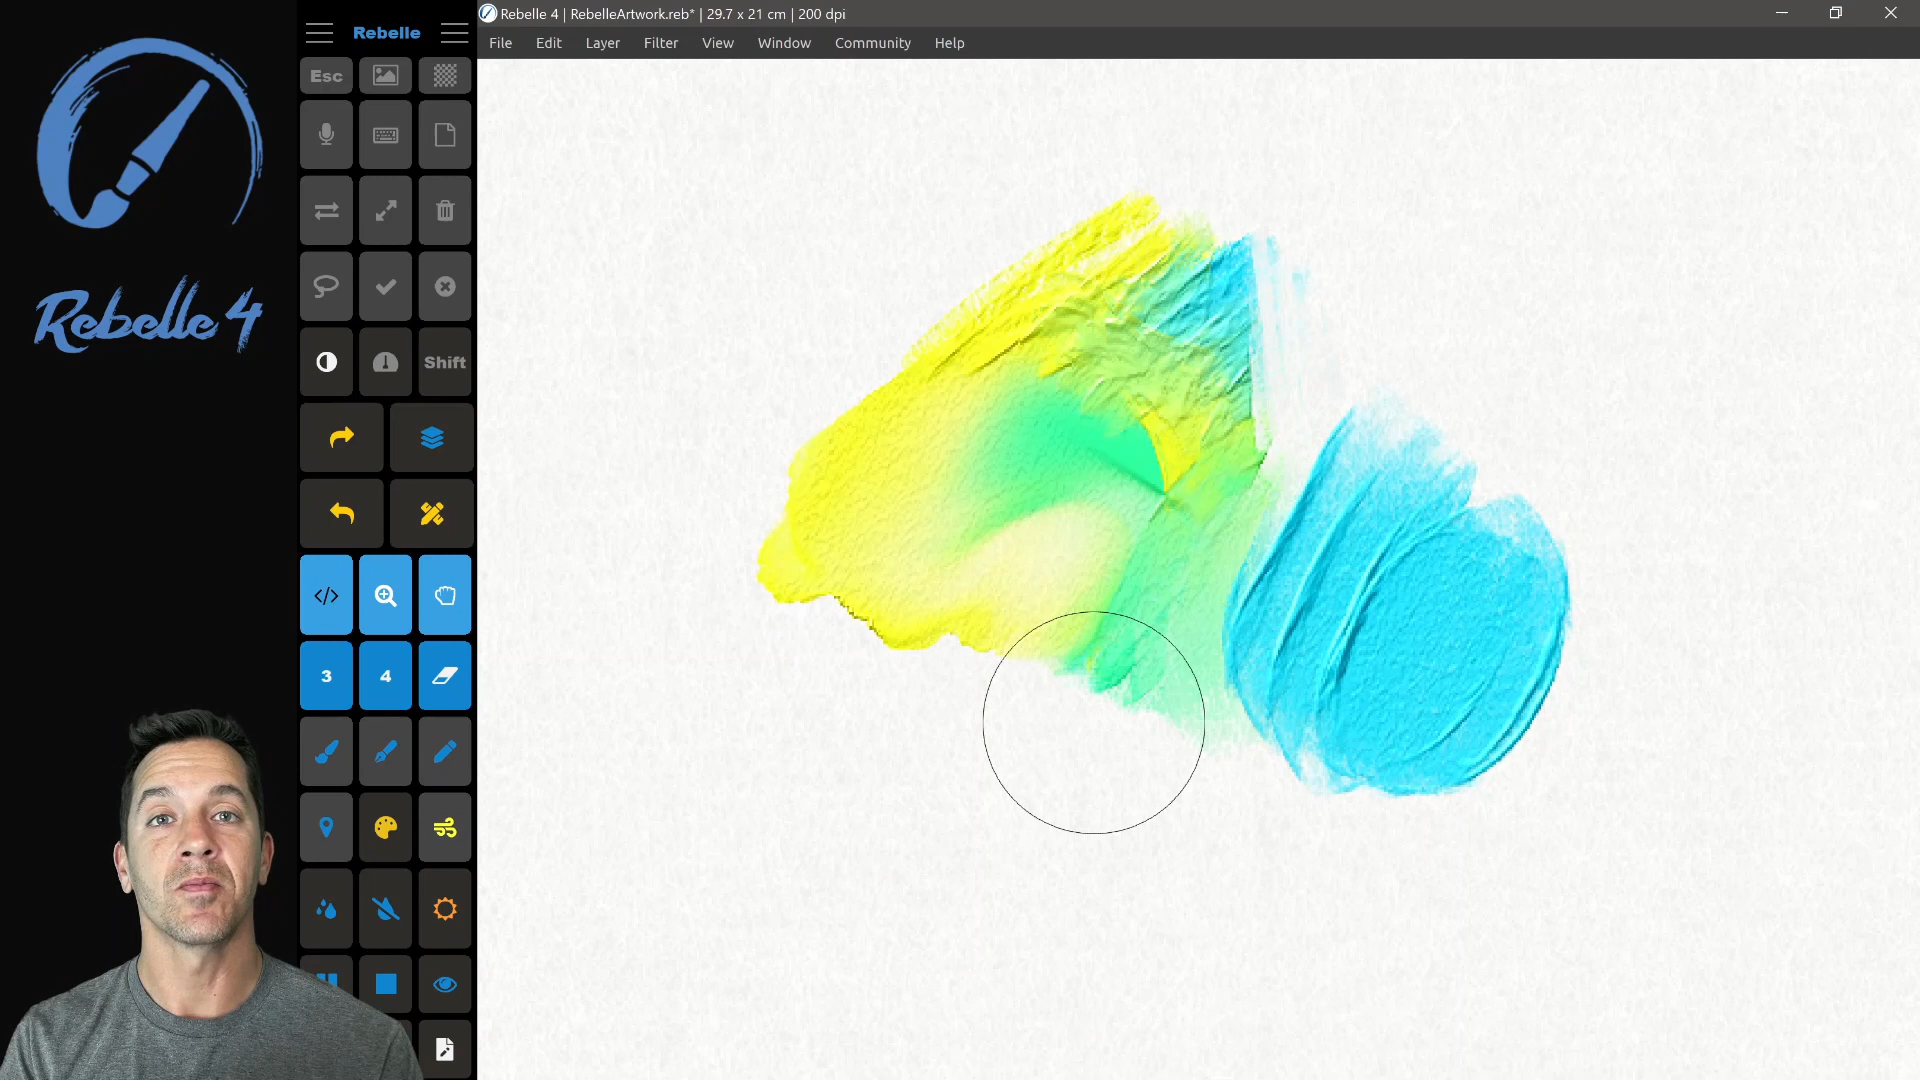 Rebelle
Rebelle 4 | RebelleArtwork.reb* | 29.7 x 21 cm | 200 dpi
File Edit Layer Filter View Window Community Help
Esc
Rebelle 4
Shift
</>
3 4